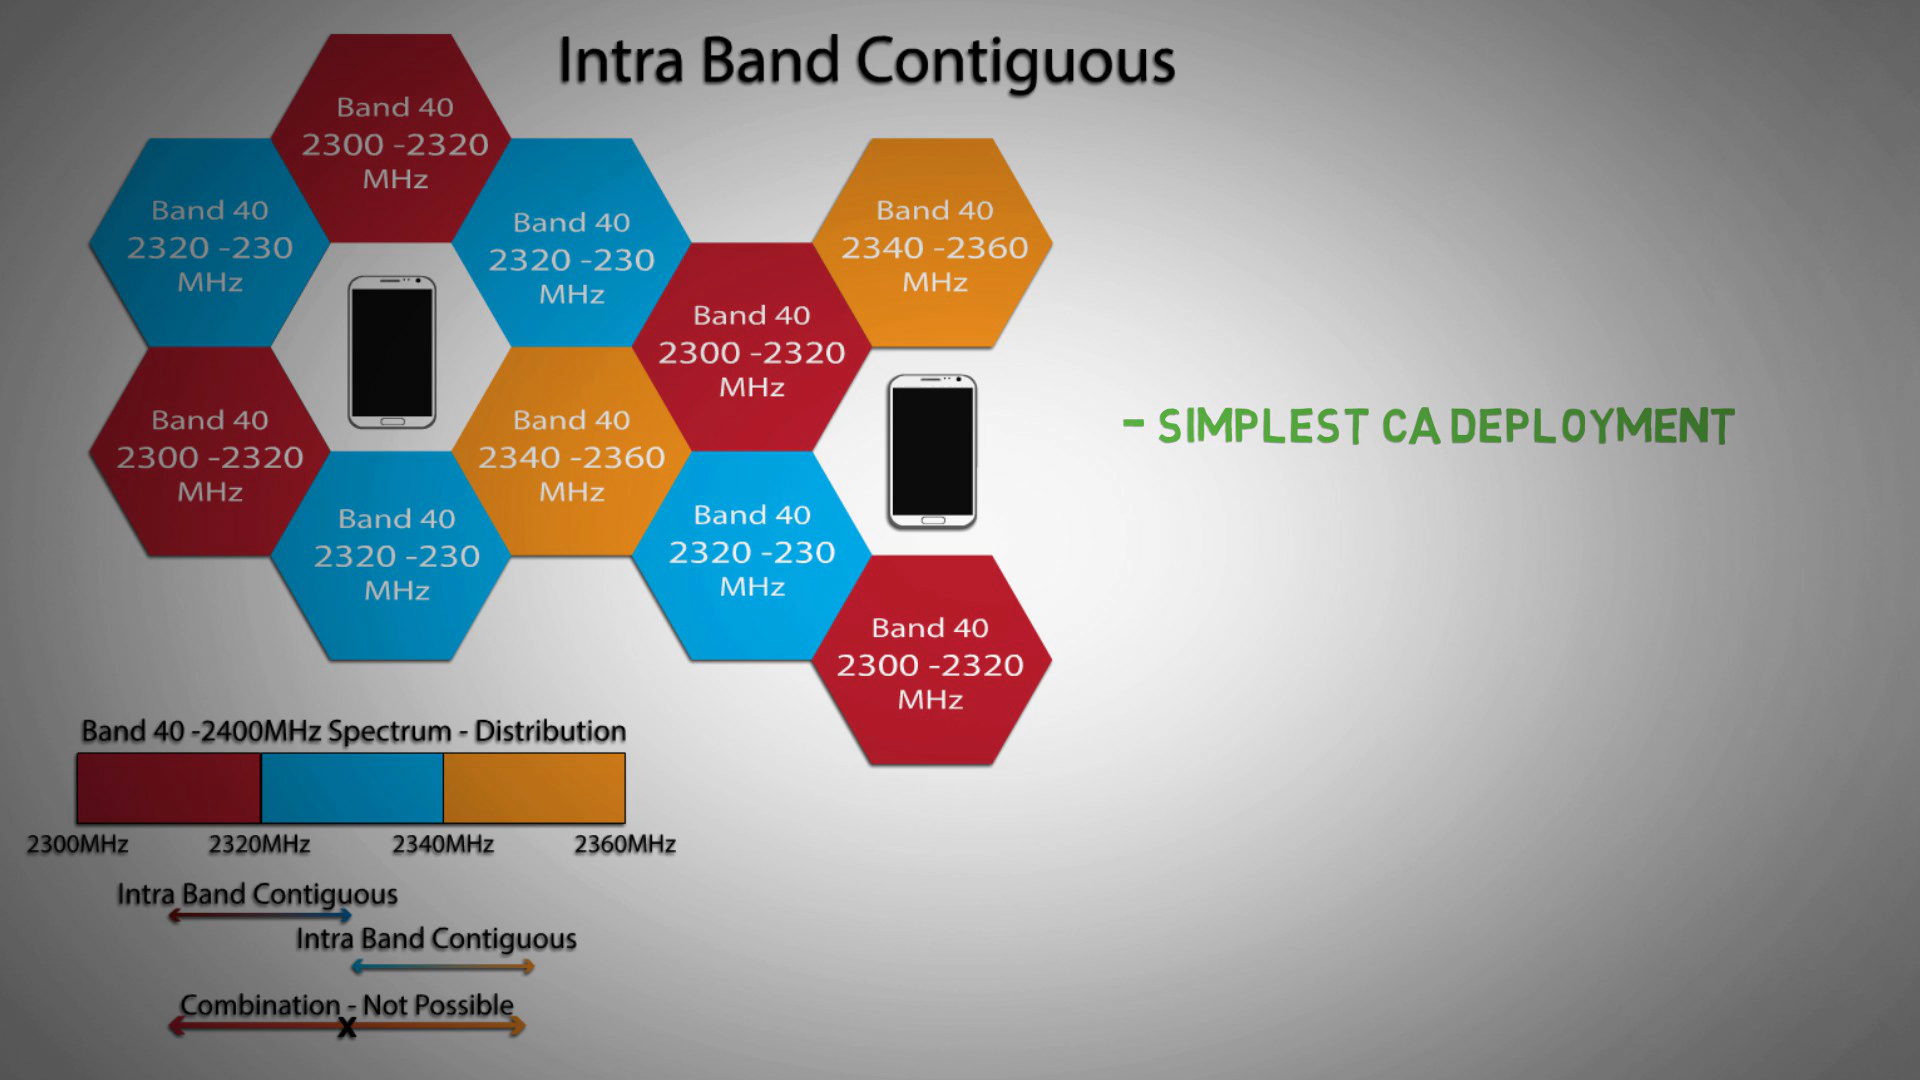 Intra Band Contiguous
Band 40
2300 -2320
MHz
Band 40
2320 -230
MHz
Band 40
2320 -230
MHz
Band 40
2340 -2360
MHz
Band 40
2300 -2320
MHz
Band 40
2300 -2320
MHz
Band 40
2340 -2360
MHz
- SIMPLEST CA DEPLOYMENT
Band 40
2320 -230
MHz
Band 40
2320 -230
MHz
Band 40
2300 -2320
MHz
Band 40 -2400MHz Spectrum - Distribution
2300MHz 2320MHz 2340MHz 2360MHz
Intra Band Contiguous
Intra Band Contiguous
Combination - Not Possible
X